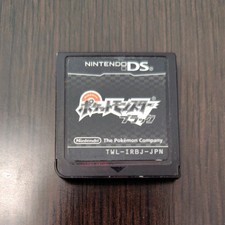 NINTENDO DS
ポケットモンスター
ブラック
Nintendo The Pokémon Company
TWL-IRBJ-JPN